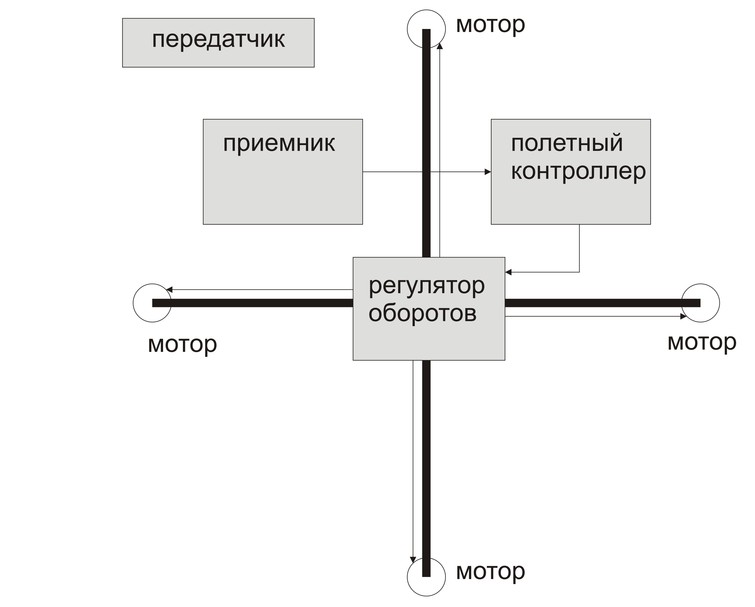 мотор
передатчик
приемник
полетный
контроллер
регулятор
оборотов
мотор
мотор
мотор